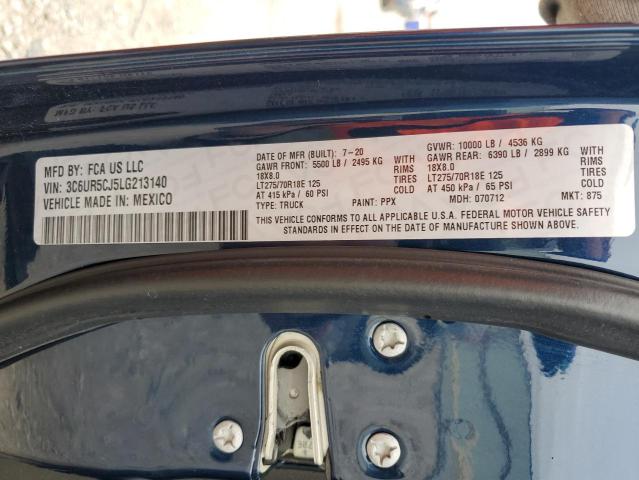 MFD BY: FCA US LLC
VIN: 3C6UR5CJ5LG213140
VEHICLE MADE IN: MEXICO
DATE OF MFR (BUILT): 7-20
GAWR FRONT: 5500 LB / 2495 KG
18X8.0
WITH
RIMS
LT275/70R18E 125
TIRES
AT 415 kPa / 60 PSI
TYPE: TRUCK
PAINT: PPX
GVWR: 10000 LB / 4536 KG
GAWR REAR: 6390 LB / 2899 KG
18X8.0
WITH
RIMS
LT275/70R18E 125
TIRES
AT 450 kPa / 65 PSI
MDH: 070712
MKT: 875
THIS VEHICLE CONFORMS TO ALL APPLICABLE U.S.A. FEDERAL MOTOR VEHICLE SAFETY
STANDARDS IN EFFECT ON THE DATE OF MANUFACTURE SHOWN ABOVE.